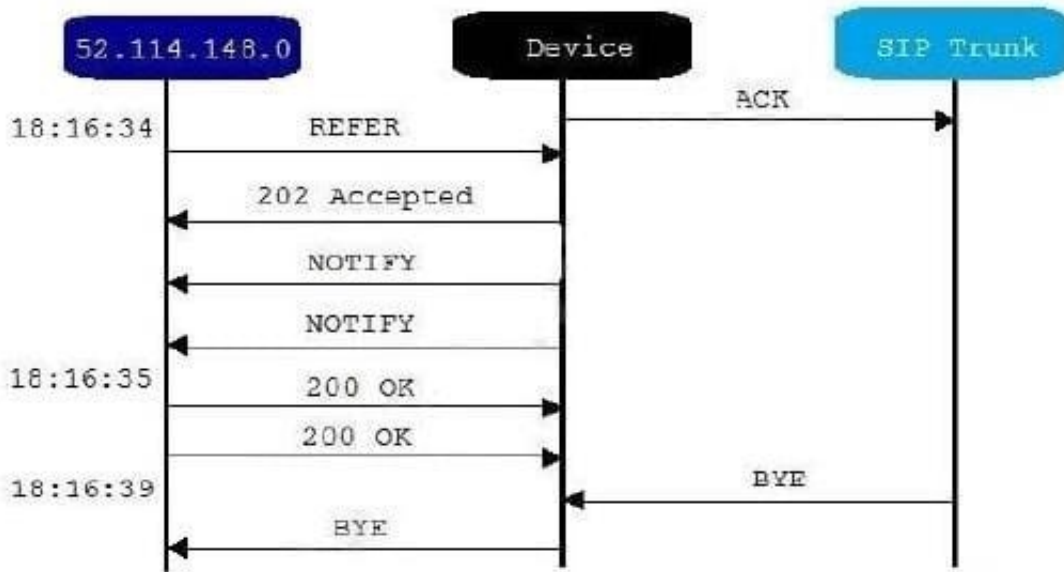 52.114.148.0
Device
SIP Trunk
ACK
18:16:34
REFER
202 Accepted
NOTIFY
NOTIFY
18:16:35
200 OK
200 OK
18:16:39
BYE
BYE